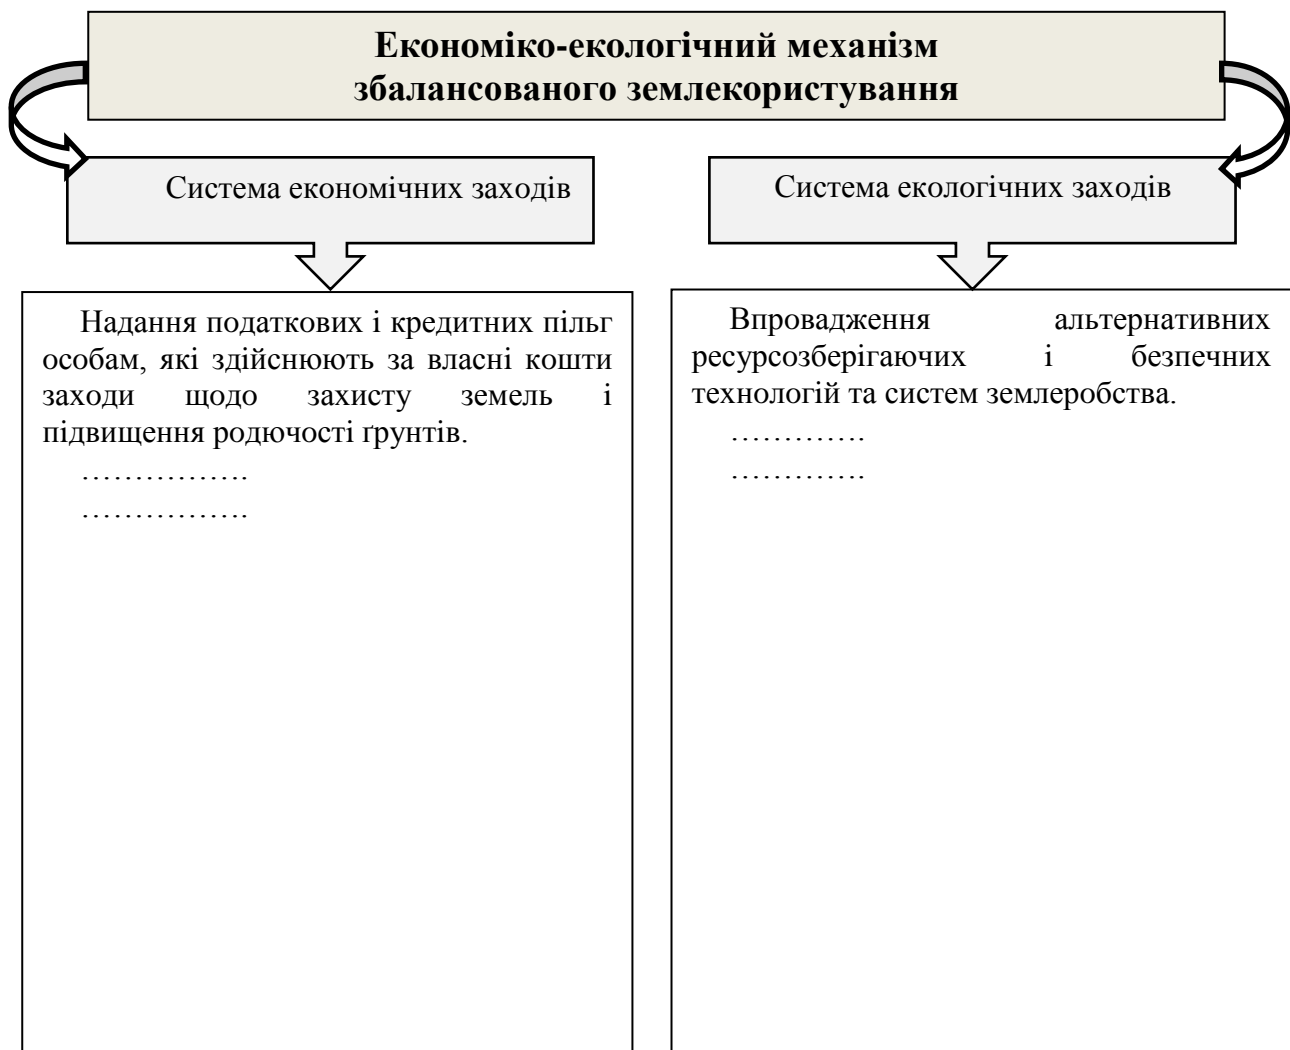 Економіко-екологічний механізм
збалансованого землекористування
Система економічних заходів
Система екологічних заходів
Надання податкових і кредитних пільг
особам, які здійснюють за власні кошти
заходи щодо захисту земель і
підвищення родючості ґрунтів.
…………….
…………….
Впровадження альтернативних
ресурсозберігаючих і безпечних
технологій та систем землеробства.
………….
………….